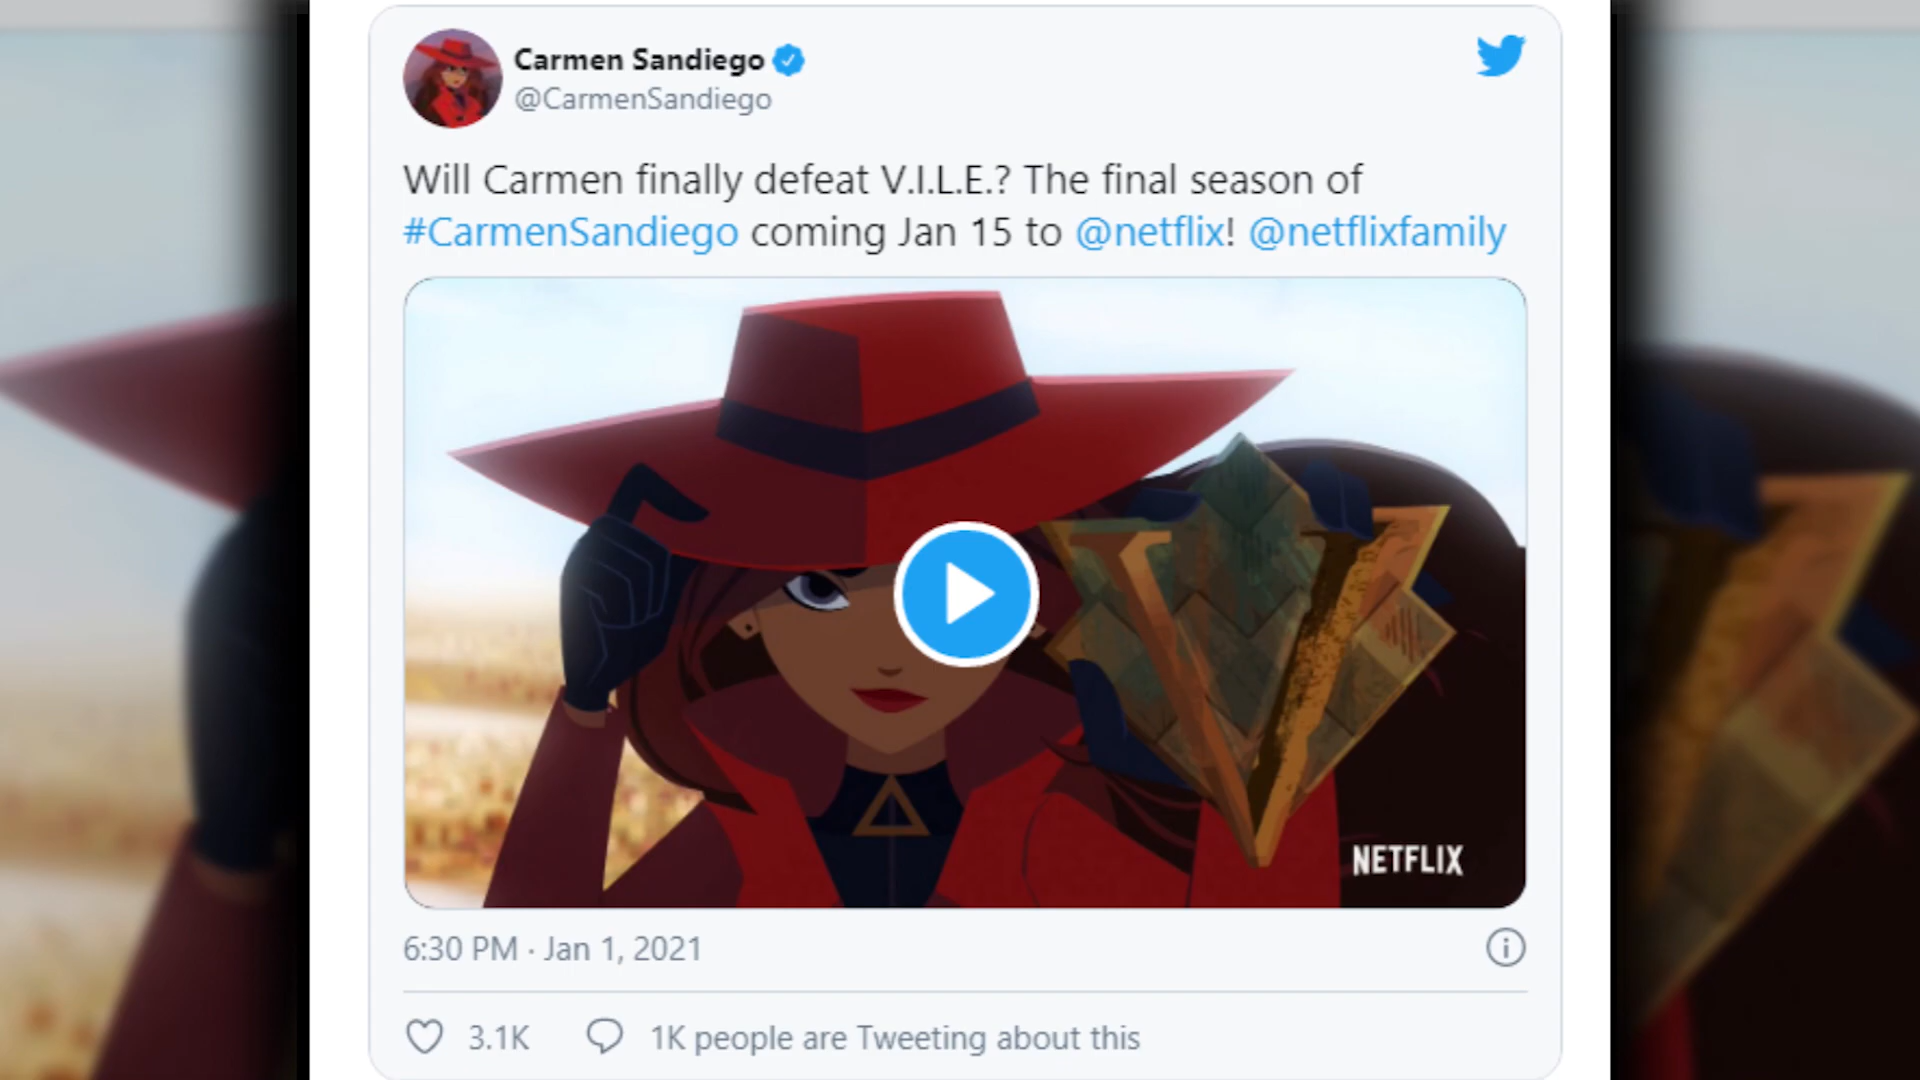 Carmen Sandiego
@CarmenSandiego
Will Carmen finally defeat V.I.L.E.? The final season of
#CarmenSandiego coming Jan 15 to @netflix! @netflixfamily
V
NETFLIX
6:30 PM · Jan 1, 2021
3.1K 1K people are Tweeting about this